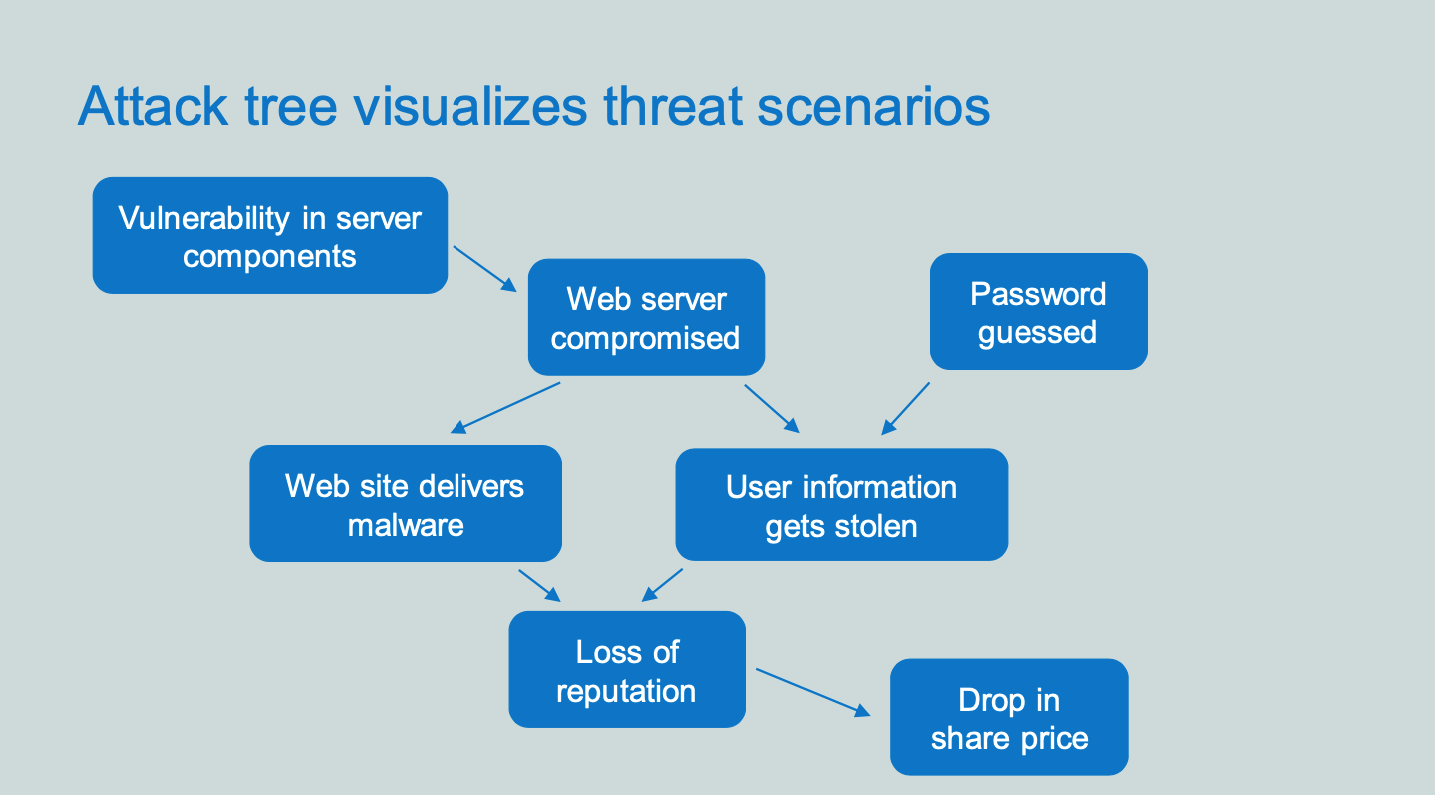 Attack tree visualizes threat scenarios
Vulnerability in server
components
Web server
compromised
Password
guessed
Web site delivers
malware
User information
gets stolen
Loss of
reputation
Drop in
share price